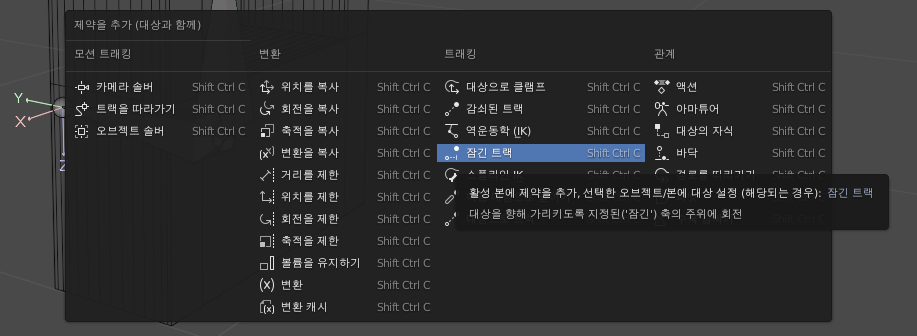 제약을 추가 (대상과 함께)
모션 트래킹
카메라 솔버 Shift Ctrl C
트랙을 따라가기 Shift Ctrl C
오브젝트 솔버 Shift Ctrl C
변환
위치를 복사 Shift Ctrl C
회전을 복사 Shift Ctrl C
축적을 복사 Shift Ctrl C
변환을 복사 Shift Ctrl C
거리를 제한 Shift Ctrl C
위치를 제한 Shift Ctrl C
회전을 제한 Shift Ctrl C
축적을 제한 Shift Ctrl C
볼륨을 유지하기 Shift Ctrl C
변환 Shift Ctrl C
변환 캐시 Shift Ctrl C
트래킹
대상으로 클램프 Shift Ctrl C
감쇠된 트랙 Shift Ctrl C
역운동학 (IK) Shift Ctrl C
잠긴 트랙 Shift Ctrl C
관계
액션 Shift Ctrl C
아마튜어 Shift Ctrl C
대상의 자식 Shift Ctrl C
바닥 Shift Ctrl C
활성 본에 제약을 추가, 선택한 오브젝트/본에 대상 설정 (해당되는 경우): 잠긴 트랙
대상을 향해 가리키도록 지정된('잠긴') 축의 주위에 회전
Y
X
Z